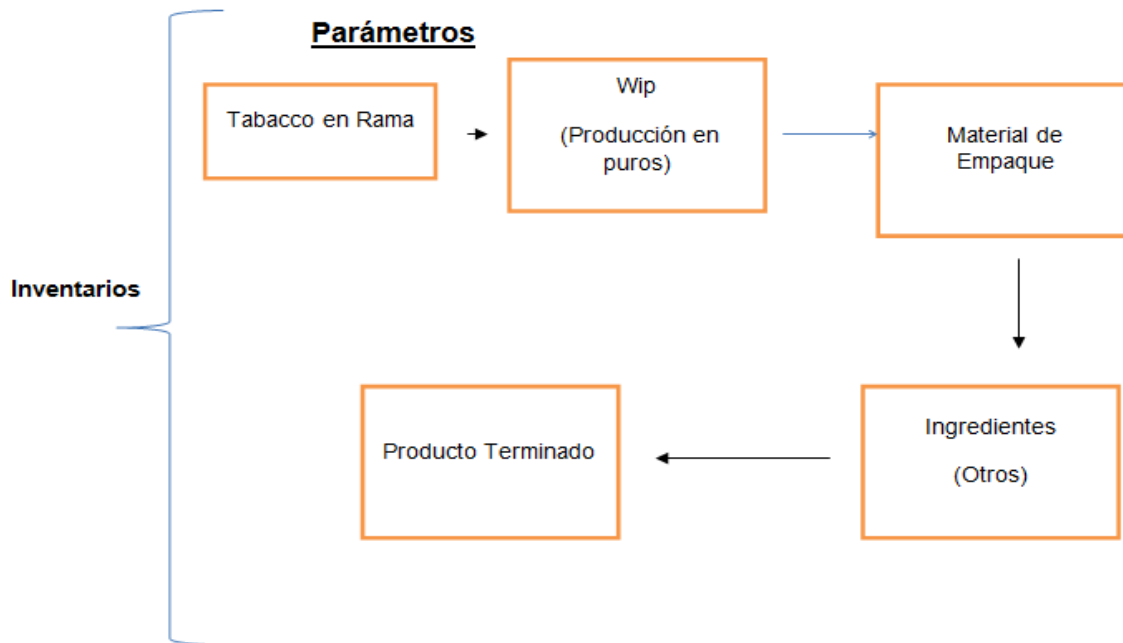 Parámetros
Tabacco en Rama
Wip
(Producción en
puros)
Material de
Empaque
Inventarios
Producto Terminado
Ingredientes
(Otros)